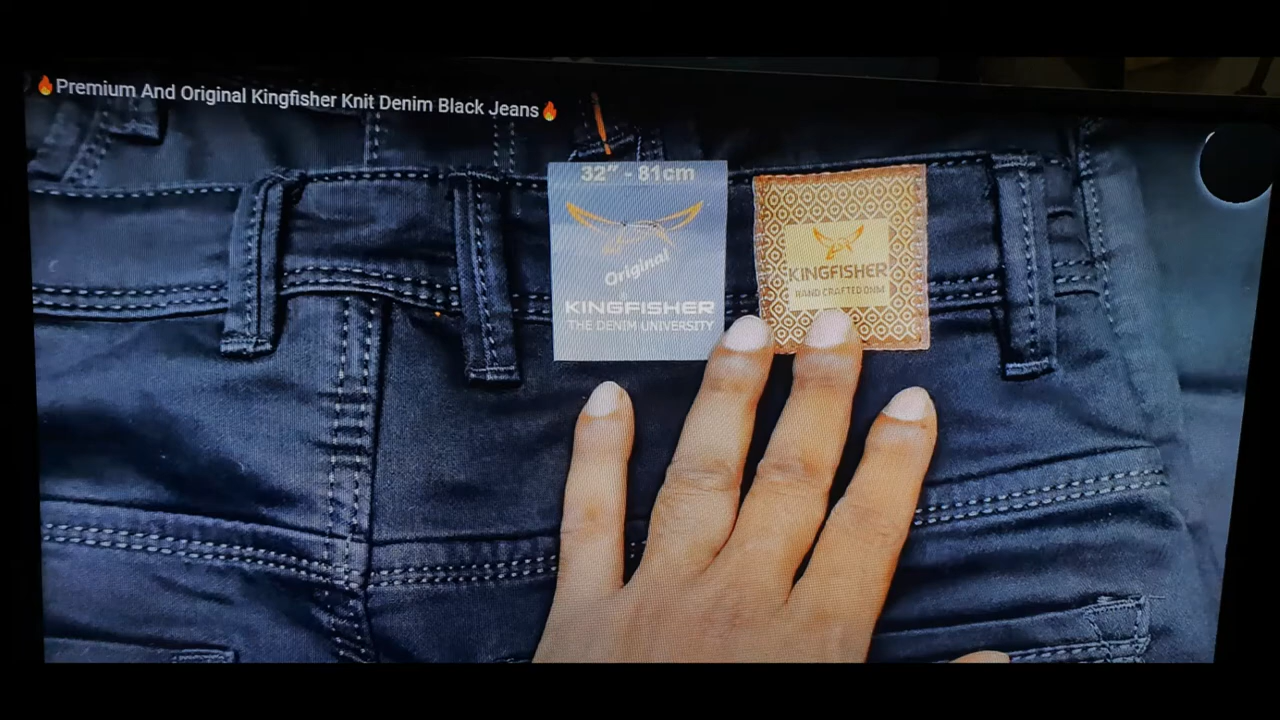 🔥Premium And Original Kingfisher Knit Denim Black Jeans🔥
32” - 81cm
Original
KINGFISHER
THE DENIM UNIVERSITY
KINGFISHER
HAND CRAFTED DNM